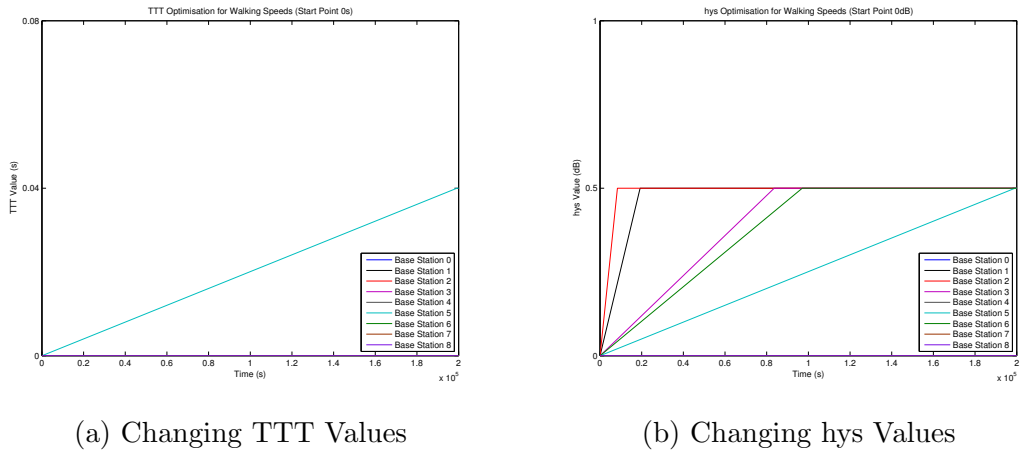 TTT Optimisation for Walking Speeds (Start Point 0s)
0.08
0.04
0
TTT Value (s)
0 0.2 0.4 0.6 0.8 1 1.2 1.4 1.6 1.8 2
x 10^5
Time (s)
Base Station 0
Base Station 1
Base Station 2
Base Station 3
Base Station 4
Base Station 5
Base Station 6
Base Station 7
Base Station 8
(a) Changing TTT Values
hys Optimisation for Walking Speeds (Start Point 0dB)
1
0.5
0
hys Value (dB)
0 0.2 0.4 0.6 0.8 1 1.2 1.4 1.6 1.8 2
x 10^5
Time (s)
Base Station 0
Base Station 1
Base Station 2
Base Station 3
Base Station 4
Base Station 5
Base Station 6
Base Station 7
Base Station 8
(b) Changing hys Values